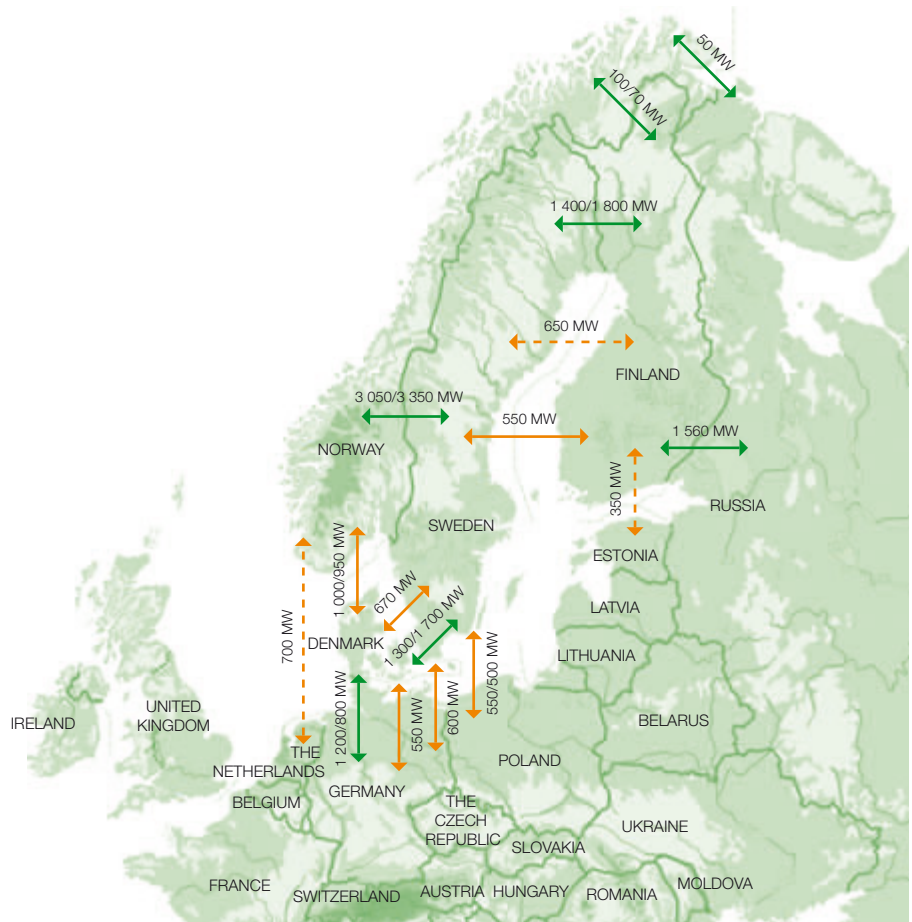 50 MW
100/70 MW
1 400/1 800 MW
650 MW
FINLAND
3 050/3 350 MW
550 MW
1 560 MW
NORWAY
350 MW
RUSSIA
SWEDEN
ESTONIA
1 000/950 MW
670 MW
LATVIA
700 MW
DENMARK
1 300/1 700 MW
LITHUANIA
550/500 MW
IRELAND
UNITED
KINGDOM
1 200/800 MW
550 MW
600 MW
BELARUS
THE
NETHERLANDS
POLAND
GERMANY
BELGIUM
THE
CZECH
REPUBLIC
UKRAINE
SLOVAKIA
FRANCE
SWITZERLAND
AUSTRIA
HUNGARY
ROMANIA
MOLDOVA